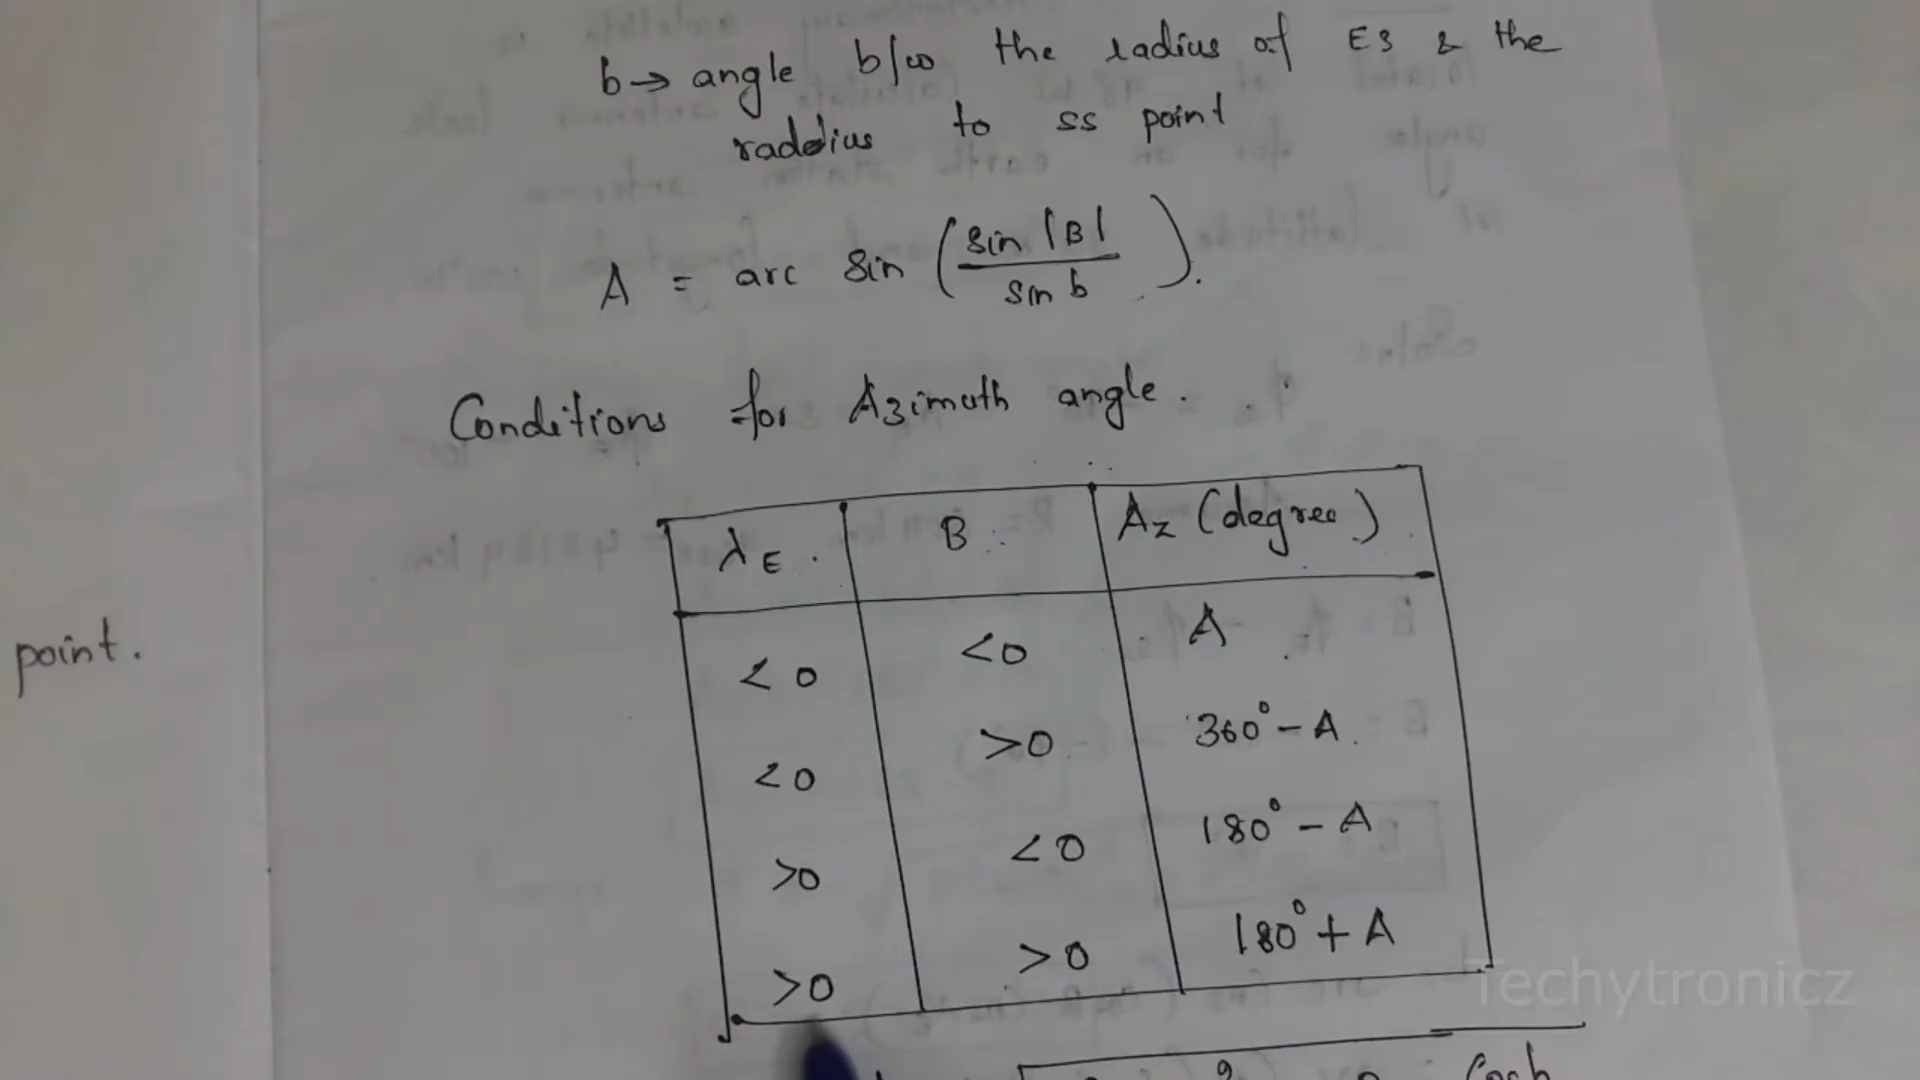 b → angle b/w the radius of ES & the
raddius to ss point
A = arc sin ( sin |B| / sin b ).
Conditions for Azimuth angle.
λE B Az (degree)
<0 <0 A
<0 >0 360° - A
>0 <0 180° - A
>0 >0 180° + A
point.
Techytronicz